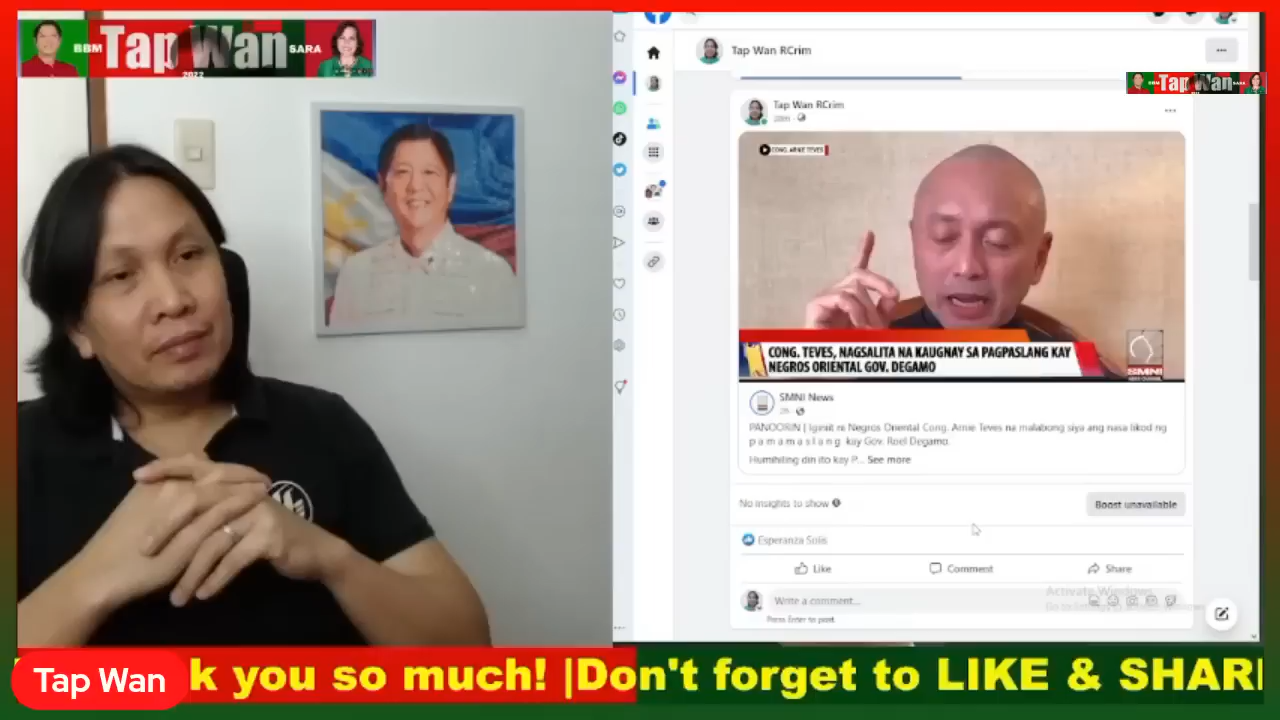 BBM Tap Wan SARA
2022
Tap Wan RCrim
Tap Wan
Tap Wan RCrim
CONG. ARNIE TEVES
CONG. TEVES, NAGSALITA NA KAUGNAY SA PAGPASLANG KAY
NEGROS ORIENTAL GOV. DEGAMO
SMNI
SMNI News
PANOORIN | Iginiit ni Negros Oriental Cong. Arnie Teves na malabong siya ang nasa likod ng
p a m a m a s l a n g kay Gov. Roel Degamo.
Humihiling din ito kay P... See more
No insights to show
Boost unavailable
Esperanza Solis
Like
Comment
Share
Write a comment...
Press Enter to post.
Activate Windows
Tap Wan
k you so much! |Don't forget to LIKE & SHARE